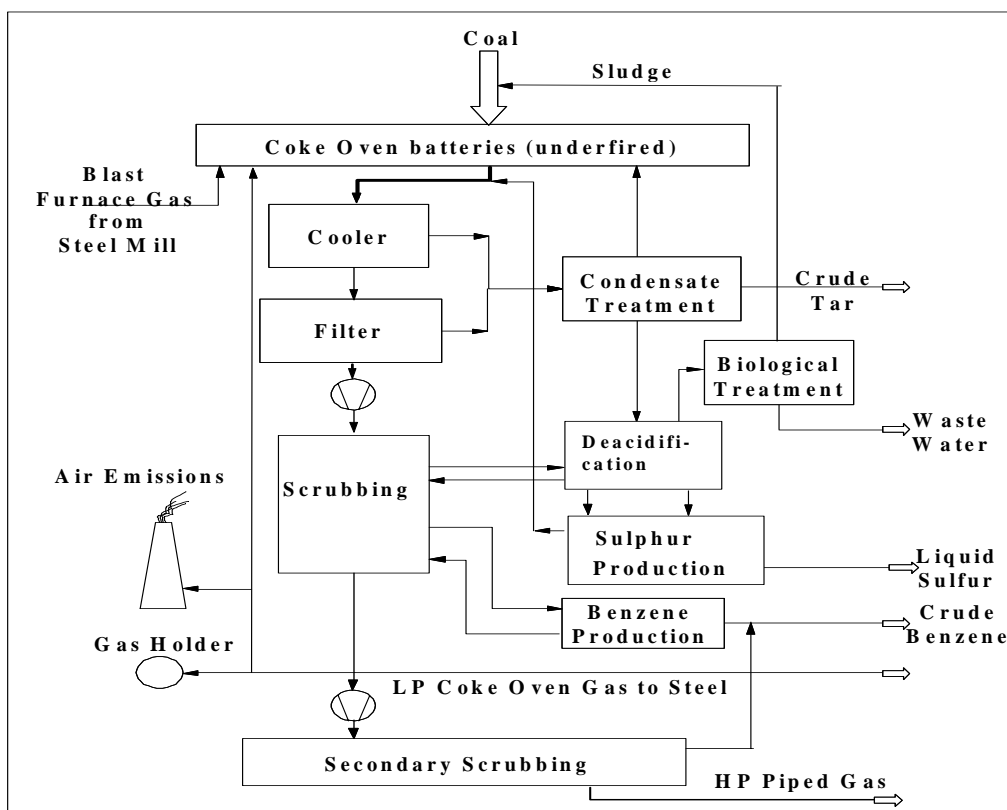 Coal
Sludge
Coke Oven batteries (underfired)
Blast
Furnace Gas
from
Steel Mill
Cooler
Condensate
Treatment
Crude
Tar
Filter
Biological
Treatment
Waste
Water
Deacidifi-
cation
Air Emissions
Scrubbing
Sulphur
Production
Liquid
Sulfur
Benzene
Production
Crude
Benzene
Gas Holder
LP Coke Oven Gas to Steel
Secondary Scrubbing
HP Piped Gas